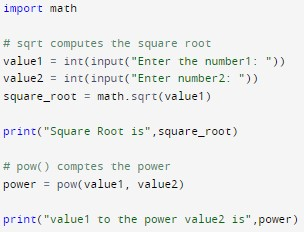 import math
# sqrt computes the square root
value1 = int(input("Enter the number1: "))
value2 = int(input("Enter number2: "))
square_root = math.sqrt(value1)
print("Square Root is",square_root)
# pow() comptes the power
power = pow(value1, value2)
print("value1 to the power value2 is",power)